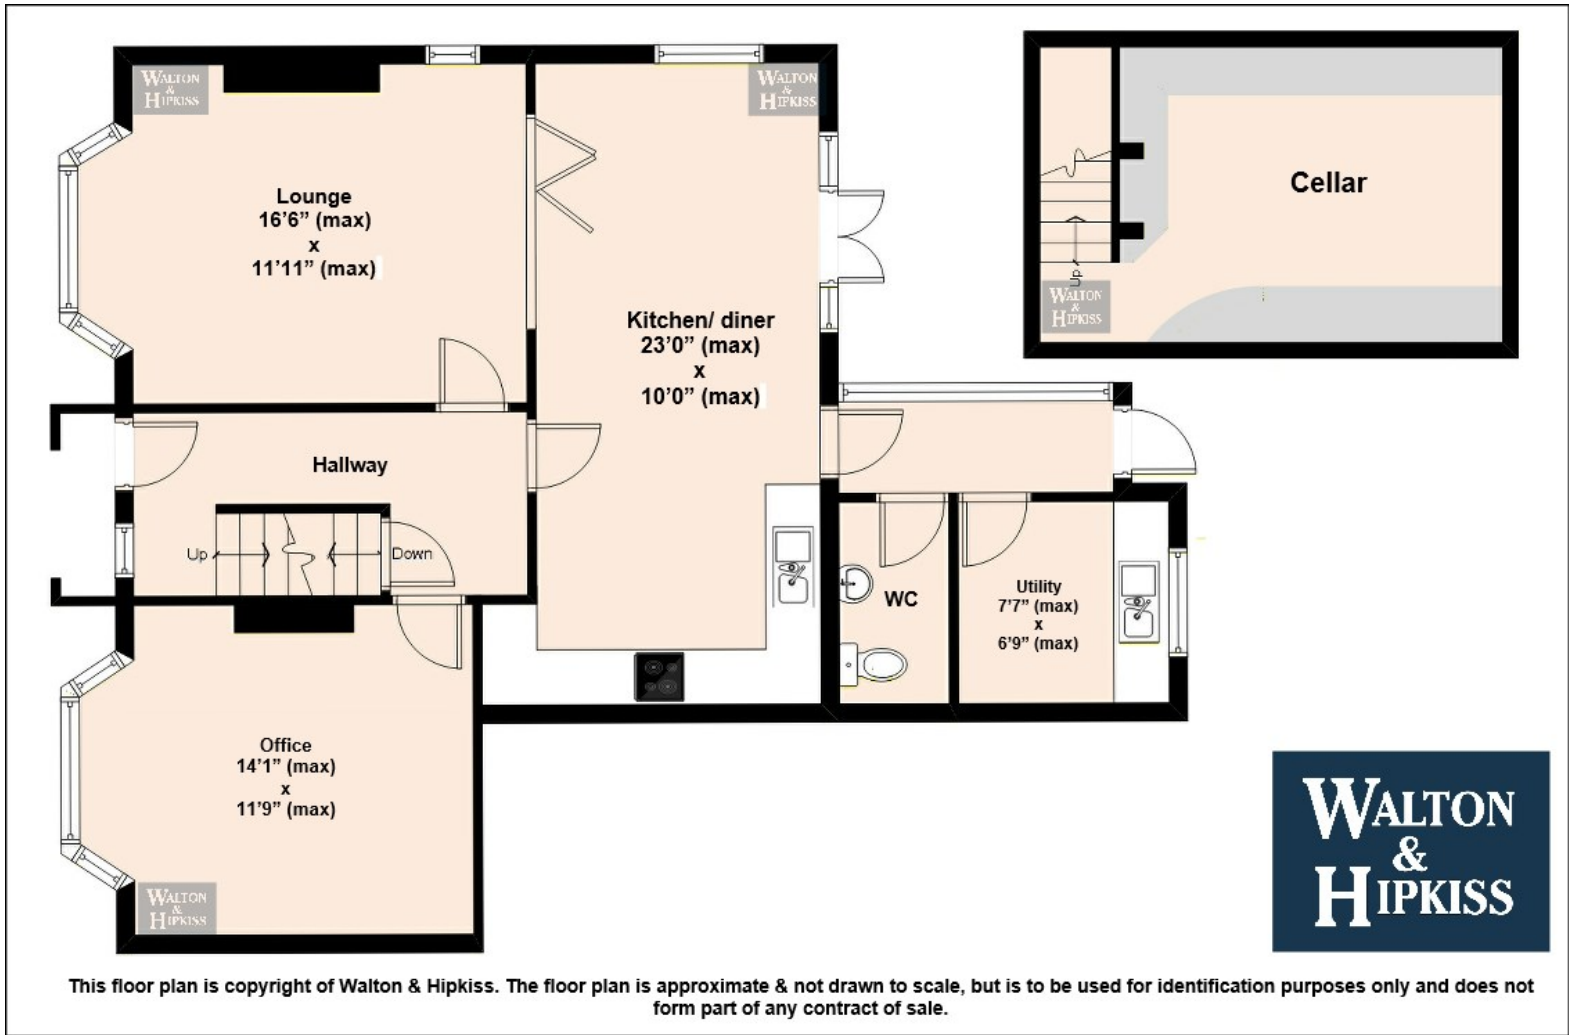 WALTON
&
HIPKISS
WALTON
&
HIPKISS
Lounge
16'6” (max)
x
11'11” (max)
Kitchen/ diner
23'0” (max)
x
10'0” (max)
Cellar
Up
WALTON
&
HIPKISS
Hallway
Up
Down
WC
Utility
7'7” (max)
x
6'9” (max)
Office
14'1” (max)
x
11'9” (max)
WALTON
&
HIPKISS
WALTON
&
HIPKISS
This floor plan is copyright of Walton & Hipkiss. The floor plan is approximate & not drawn to scale, but is to be used for identification purposes only and does not
form part of any contract of sale.